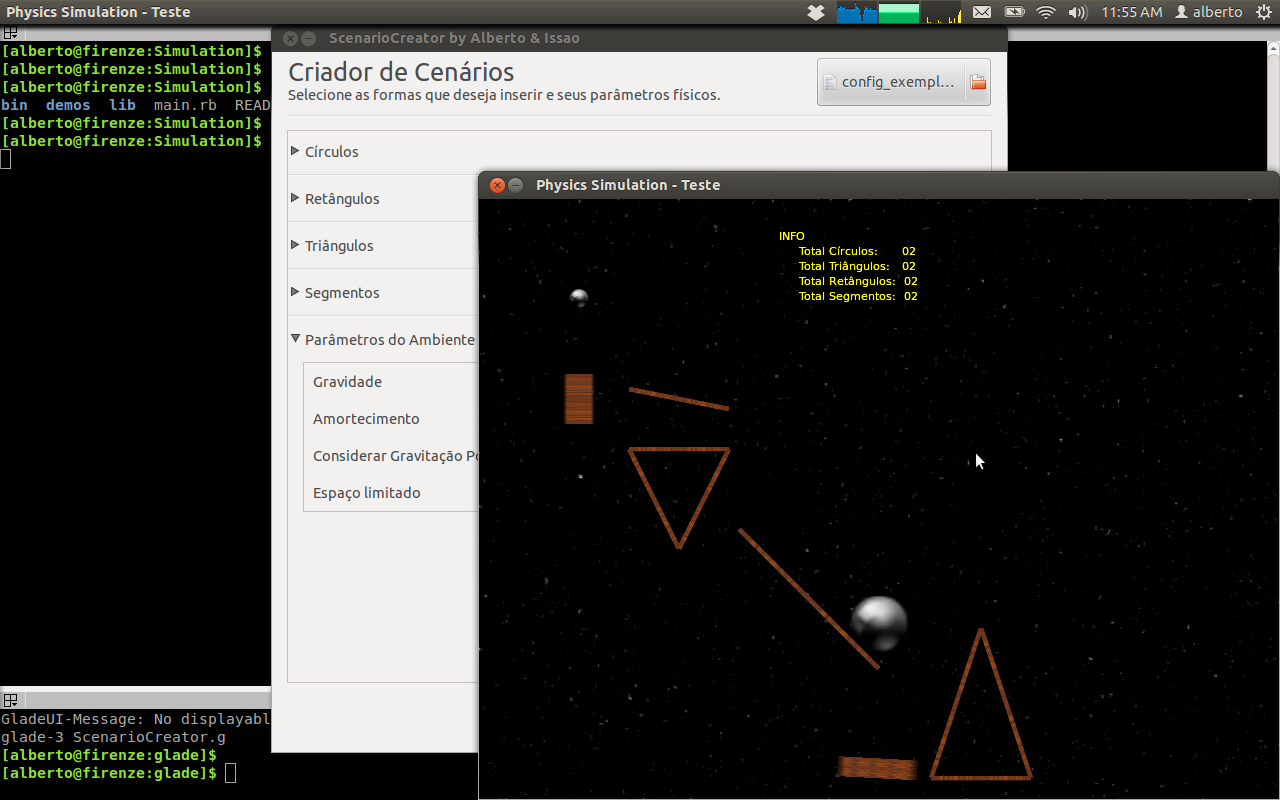 Physics Simulation - Teste
11:55 AM
alberto
[alberto@firenze:Simulation]$
[alberto@firenze:Simulation]$
[alberto@firenze:Simulation]$
bin demos lib main.rb READ
[alberto@firenze:Simulation]$
[alberto@firenze:Simulation]$
ScenarioCreator by Alberto & Issao
Criador de Cenários
Selecione as formas que deseja inserir e seus parâmetros físicos.
config_exempl...
Círculos
Retângulos
Triângulos
Segmentos
Parâmetros do Ambiente
Gravidade
Amortecimento
Considerar Gravitação Po
Espaço limitado
Physics Simulation - Teste
INFO
Total Círculos: 02
Total Triângulos: 02
Total Retângulos: 02
Total Segmentos: 02
GladeUI-Message: No displayabl
glade-3 ScenarioCreator.g
[alberto@firenze:glade]$
[alberto@firenze:glade]$